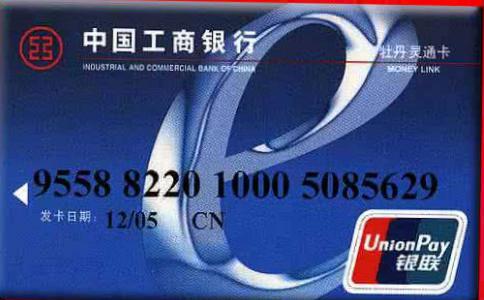 中国工商银行
INDUSTRIAL AND COMMERCIAL BANK OF CHINA
牡丹灵通卡
MONEY LINK
9558 8220 1000 5085629
发卡日期: 12/05 CN
UnionPay
银联